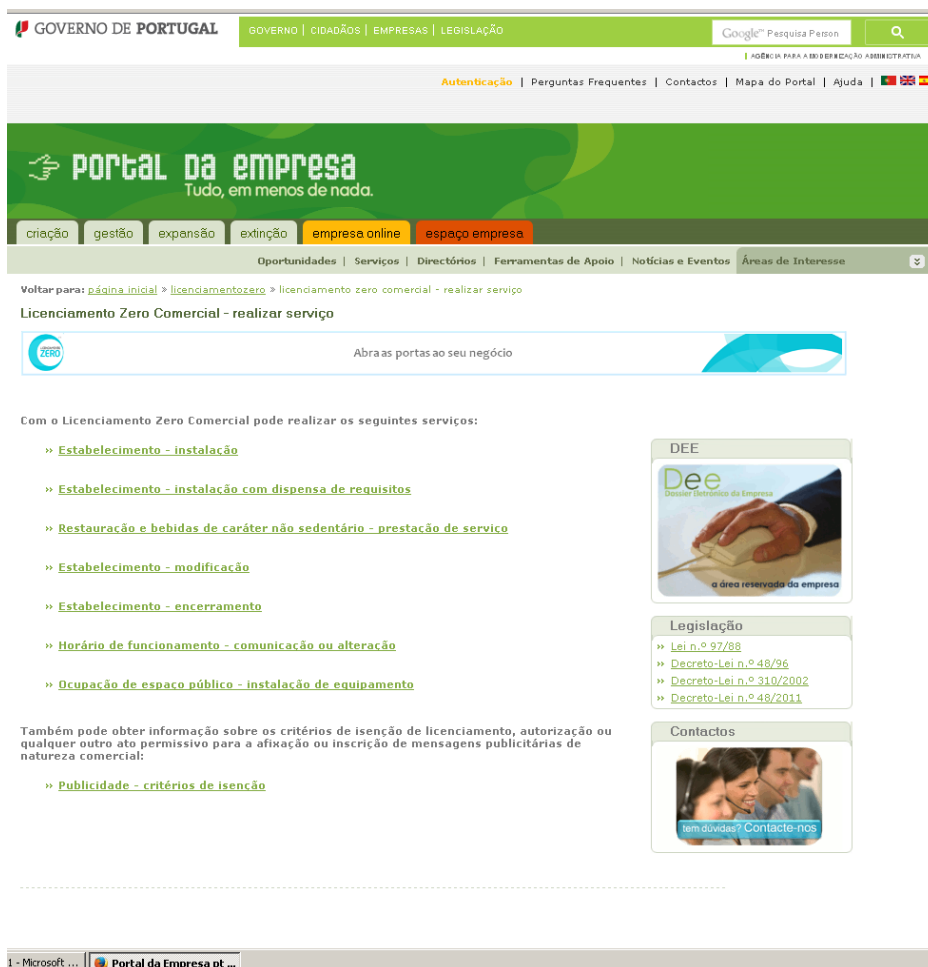 GOVERNO DE PORTUGAL
GOVERNO | CIDADÃOS | EMPRESAS | LEGISLAÇÃO
Google™ Pesquisa Person
AGÊNCIA PARA A MODERNIZAÇÃO ADMINISTRATIVA
Autenticação | Perguntas Frequentes | Contactos | Mapa do Portal | Ajuda |
Portal da empresa
Tudo, em menos de nada.
criação gestão expansão extinção empresa online espaço empresa
Oportunidades | Serviços | Directórios | Ferramentas de Apoio | Notícias e Eventos Áreas de Interesse
Voltar para: página inicial » licenciamentozero » licenciamento zero comercial - realizar serviço
Licenciamento Zero Comercial - realizar serviço
ZERO
Abra as portas ao seu negócio
Com o Licenciamento Zero Comercial pode realizar os seguintes serviços:
» Estabelecimento - instalação
» Estabelecimento - instalação com dispensa de requisitos
» Restauração e bebidas de caráter não sedentário - prestação de serviço
» Estabelecimento - modificação
» Estabelecimento - encerramento
» Horário de funcionamento - comunicação ou alteração
» Ocupação de espaço público - instalação de equipamento
Também pode obter informação sobre os critérios de isenção de licenciamento, autorização ou
qualquer outro ato permissivo para a afixação ou inscrição de mensagens publicitárias de
natureza comercial:
» Publicidade - critérios de isenção
DEE
Dee
Dossier Eletrónico da Empresa
a área reservada da empresa
Legislação
» Lei n.º 97/88
» Decreto-Lei n.º 48/96
» Decreto-Lei n.º 310/2002
» Decreto-Lei n.º 48/2011
Contactos
tem dúvidas? Contacte-nos
1 - Microsoft ...
Portal da Empresa pt ...